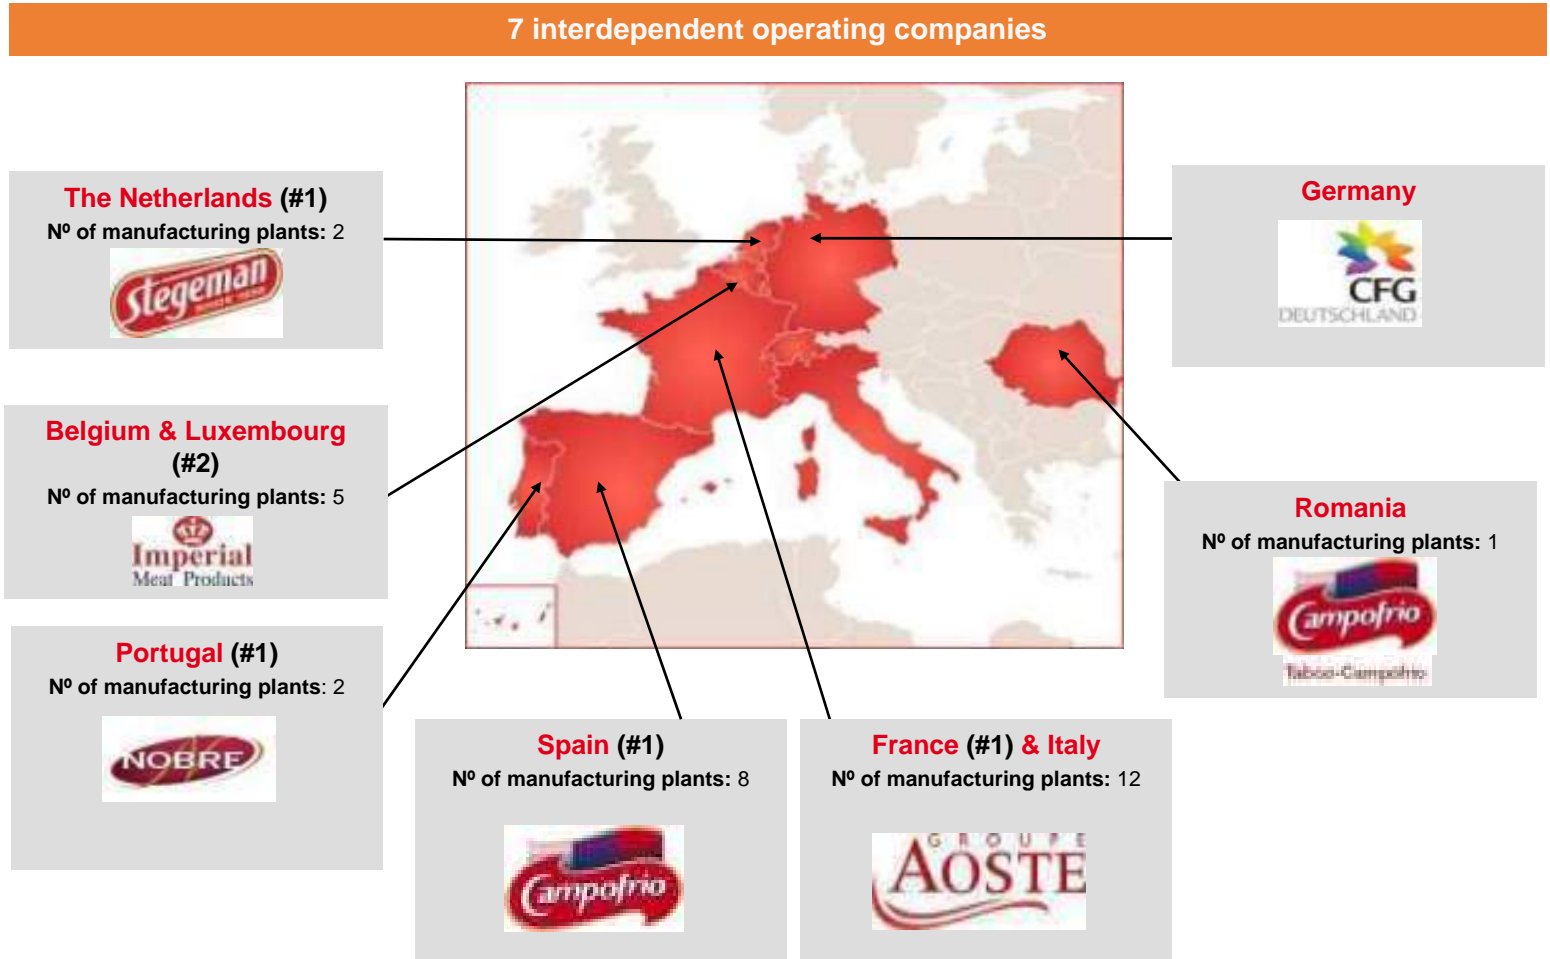 7 interdependent operating companies
The Netherlands (#1)
Nº of manufacturing plants: 2
Stegeman
Germany
CFG
DEUTSCHLAND
Belgium & Luxembourg
(#2)
Nº of manufacturing plants: 5
Imperial
Meat Products
Romania
Nº of manufacturing plants: 1
Campofrio
Tabco-Campofrio
Portugal (#1)
Nº of manufacturing plants: 2
NOBRE
Spain (#1)
Nº of manufacturing plants: 8
Campofrio
France (#1) & Italy
Nº of manufacturing plants: 12
GROUPE
AOSTE